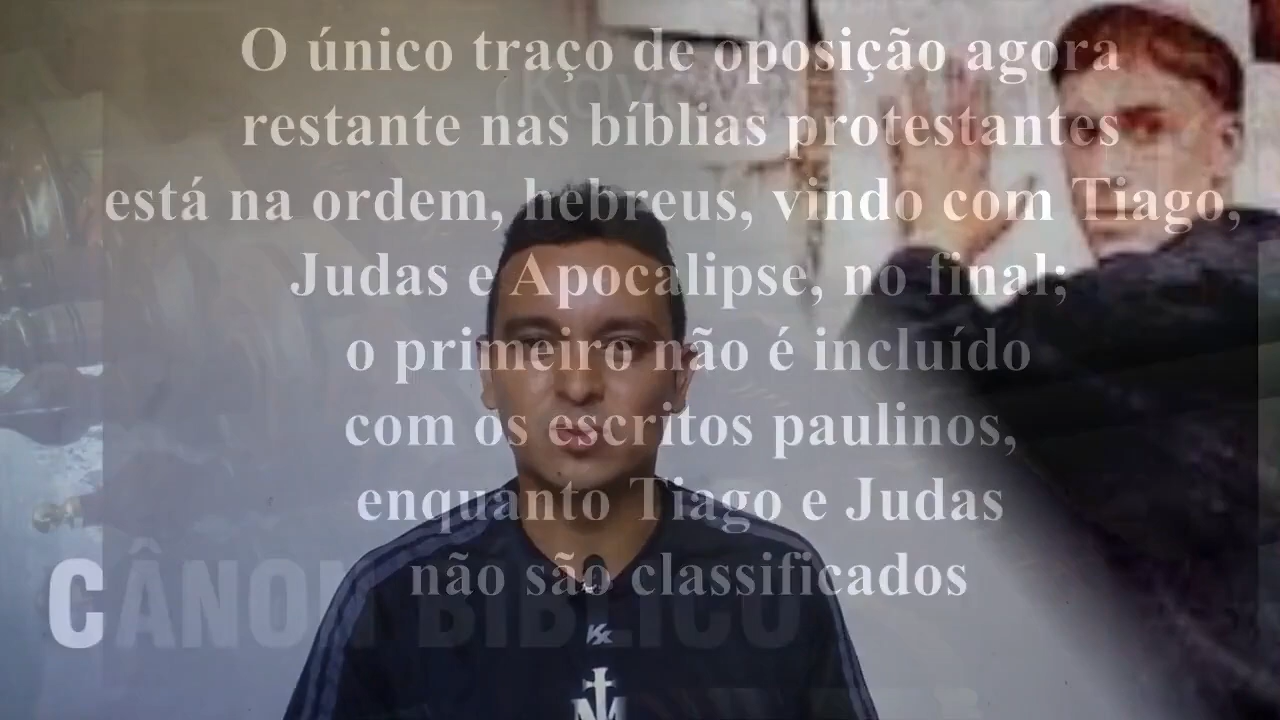 O único traço de oposição agora
restante nas bíblias protestantes
está na ordem, hebreus, vindo com Tiago,
Judas e Apocalipse, no final;
o primeiro não é incluído
com os escritos paulinos,
enquanto Tiago e Judas
não são classificados
CÂNON BÍBLICO